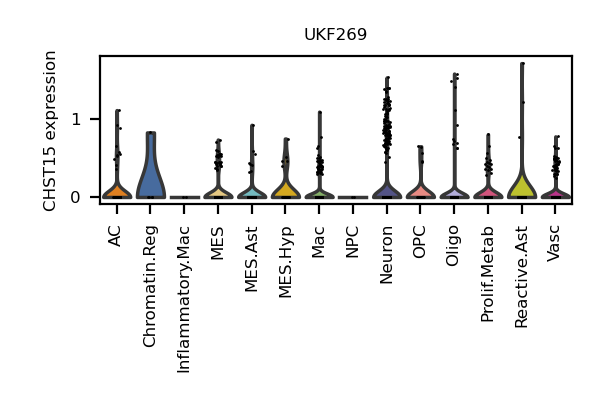 UKF269
CHST15 expression
1
0
AC
Chromatin.Reg
Inflammatory.Mac
MES
MES.Ast
MES.Hyp
Mac
NPC
Neuron
OPC
Oligo
Prolif.Metab
Reactive.Ast
Vasc